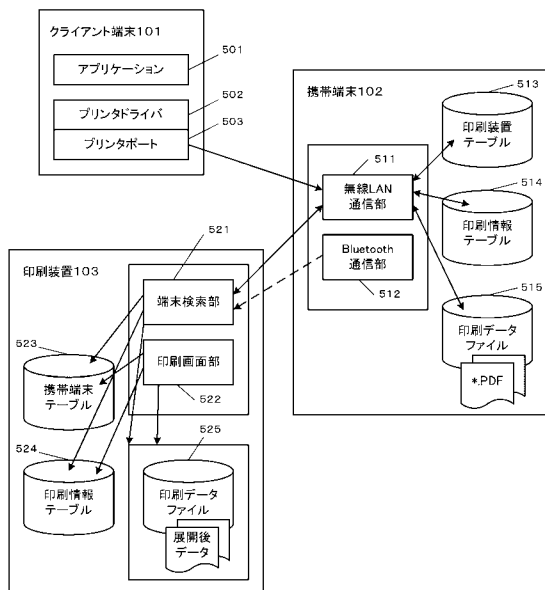 クライアント端末101
アプリケーション
501
プリンタドライバ
502
プリンタポート
503
携帯端末102
511
無線LAN
通信部
Bluetooth
通信部
512
513
印刷装置
テーブル
514
印刷情報
テーブル
515
印刷データ
ファイル
*.PDF
印刷装置103
521
端末検索部
印刷画面部
522
523
携帯端末
テーブル
524
印刷情報
テーブル
525
印刷データ
ファイル
展開後
データ